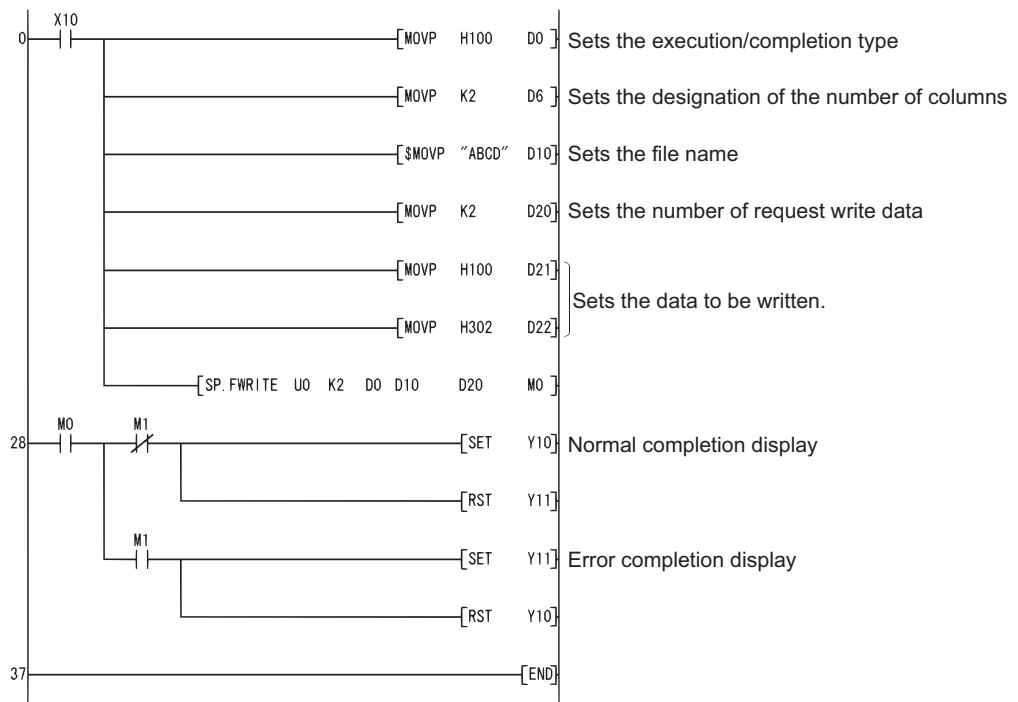 X10
0 [MOVP H100 D0] Sets the execution/completion type
[MOVP K2 D6] Sets the designation of the number of columns
[$MOVP "ABCD" D10] Sets the file name
[MOVP K2 D20] Sets the number of request write data
[MOVP H100 D21]
Sets the data to be written.
[MOVP H302 D22]
[SP.FWRITE U0 K2 D0 D10 D20 M0]
M0 M1
28 [SET Y10] Normal completion display
[RST Y11]
M1
[SET Y11] Error completion display
[RST Y10]
37 [END]